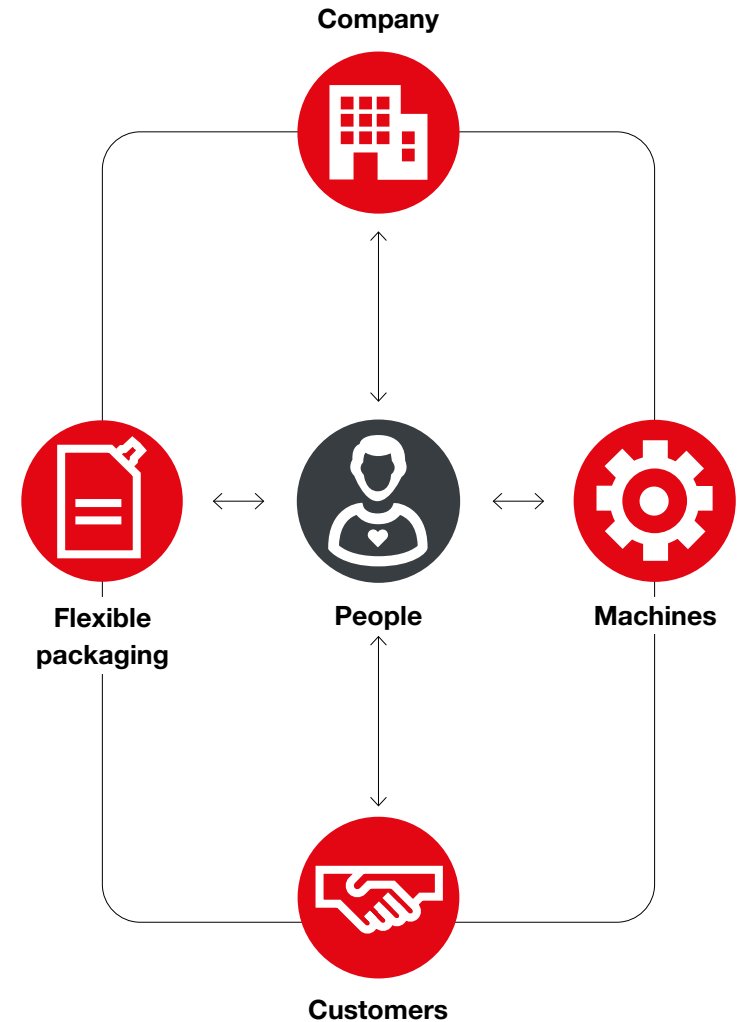 Company
Flexible
packaging
People
Machines
Customers